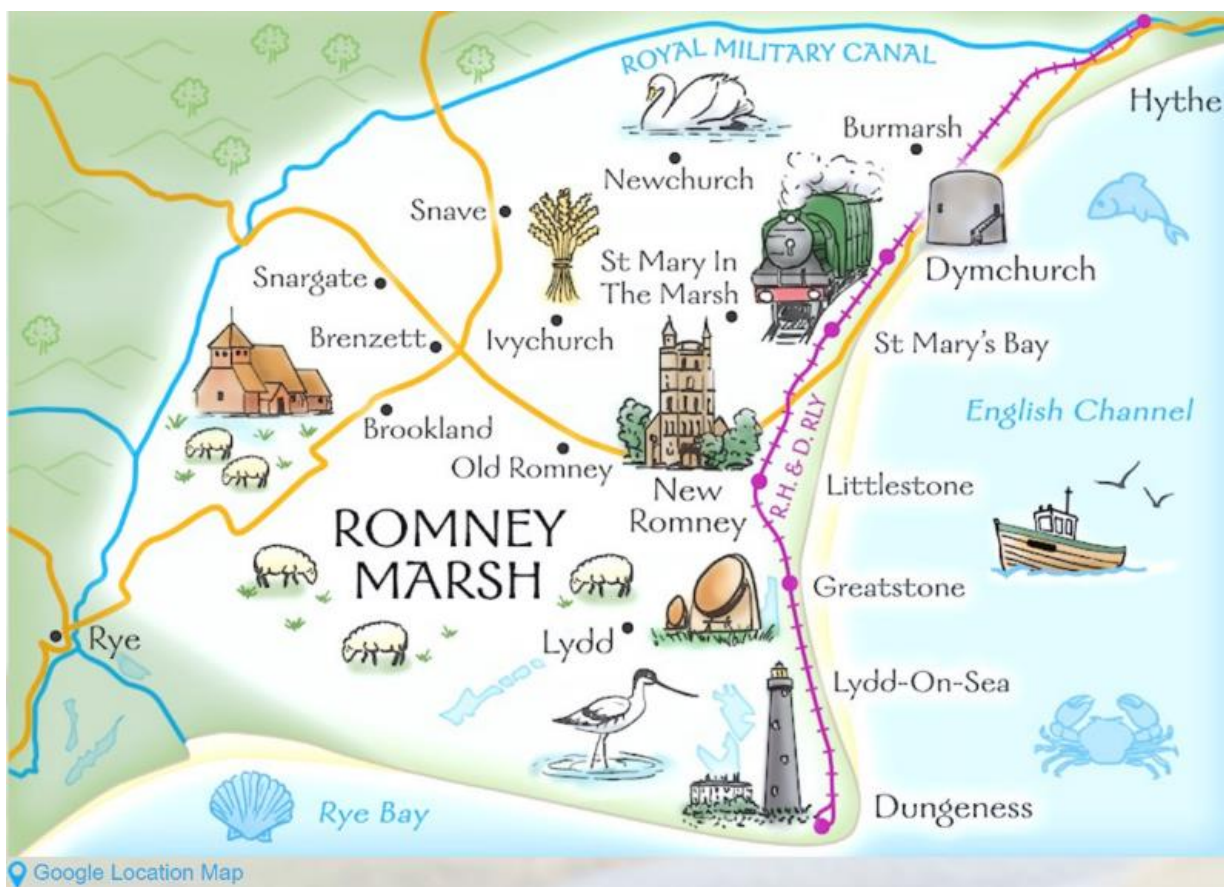 ROYAL MILITARY CANAL
Hythe
Burmarsh
Newchurch
Snave
St Mary In
The Marsh
Dymchurch
Snargate
Brenzett
Ivychurch
St Mary's Bay
English Channel
Brookland
Old Romney
R.H. & D. RLY
New
Romney
Littlestone
ROMNEY
MARSH
Greatstone
Rye
Lydd
Lydd-On-Sea
Rye Bay
Dungeness
Google Location Map